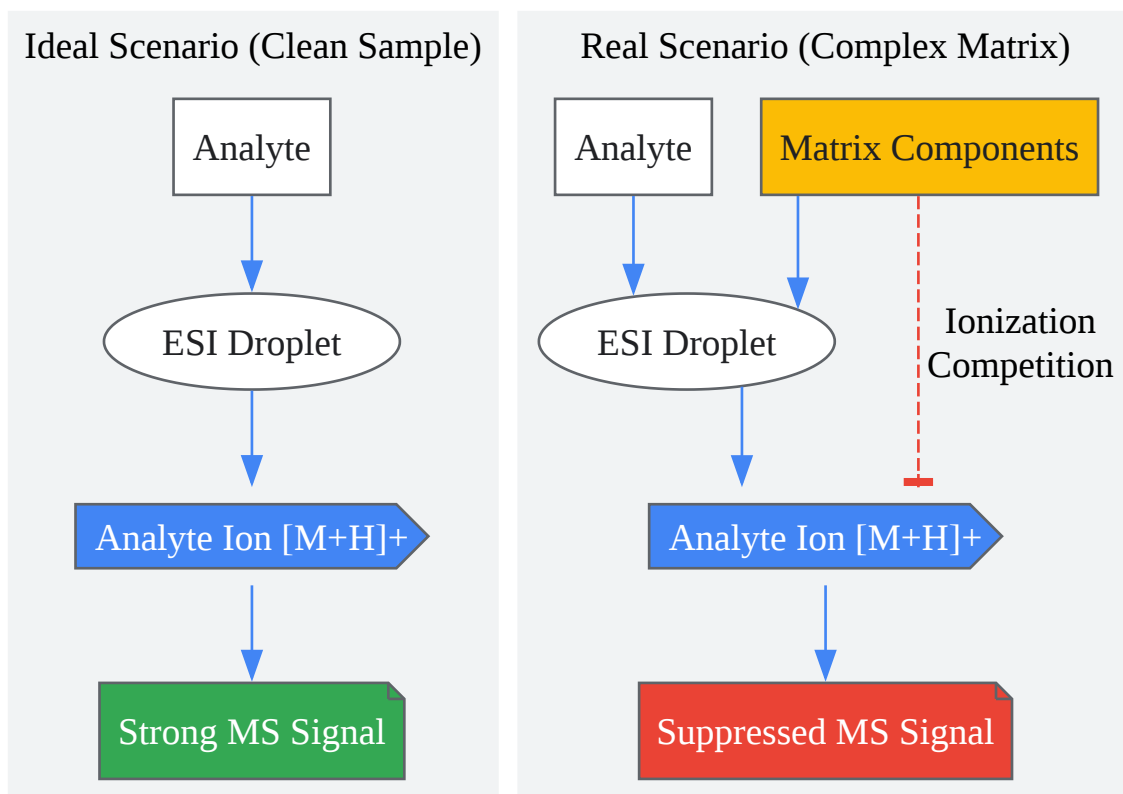 Ideal Scenario (Clean Sample)
Analyte
ESI Droplet
Analyte Ion [M+H]+
Strong MS Signal
Real Scenario (Complex Matrix)
Analyte
Matrix Components
ESI Droplet
Ionization
Competition
Analyte Ion [M+H]+
Suppressed MS Signal